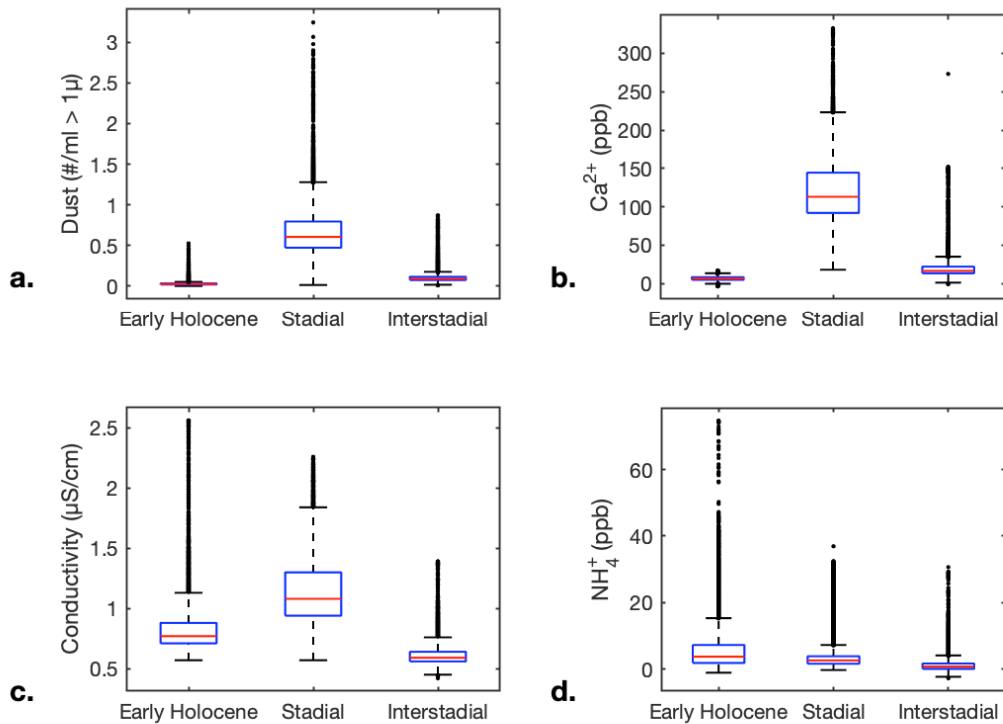 a.
Dust (#/ml > 1µ)
3
2.5
2
1.5
1
0.5
0
Early Holocene Stadial Interstadial
b.
Ca²⁺ (ppb)
300
250
200
150
100
50
0
Early Holocene Stadial Interstadial
c.
Conductivity (µS/cm)
2.5
2
1.5
1
0.5
Early Holocene Stadial Interstadial
d.
NH₄⁺ (ppb)
60
40
20
0
Early Holocene Stadial Interstadial